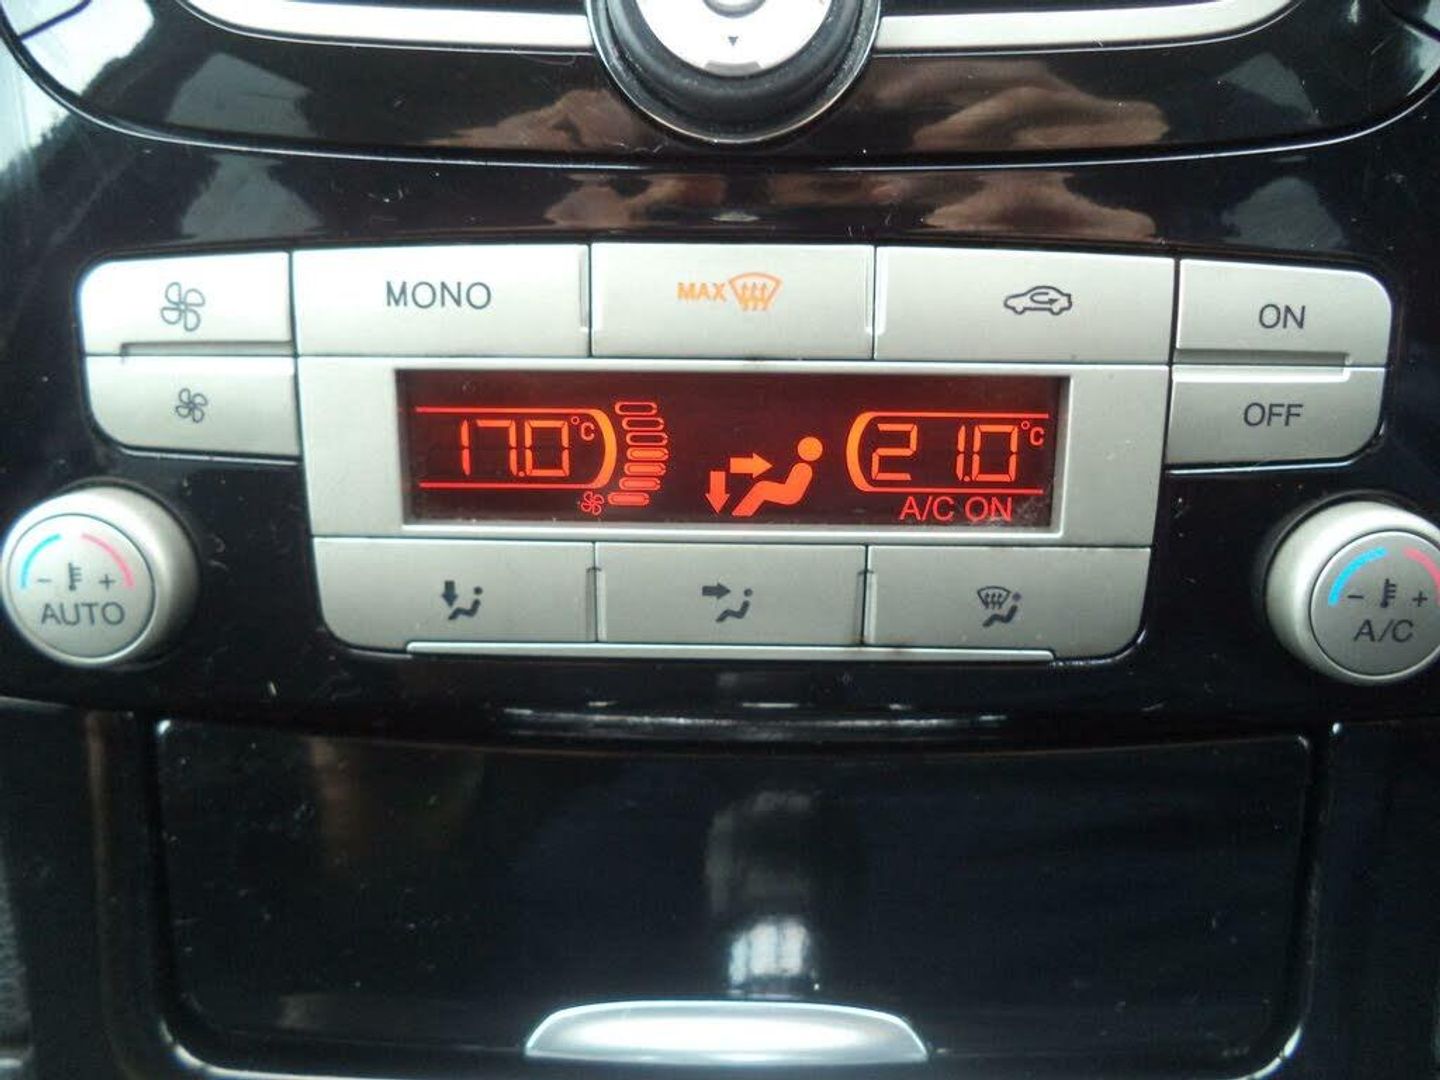 MONO
MAX
ON
OFF
17.0°C
21.0°C
A/C ON
- +
AUTO
- +
A/C